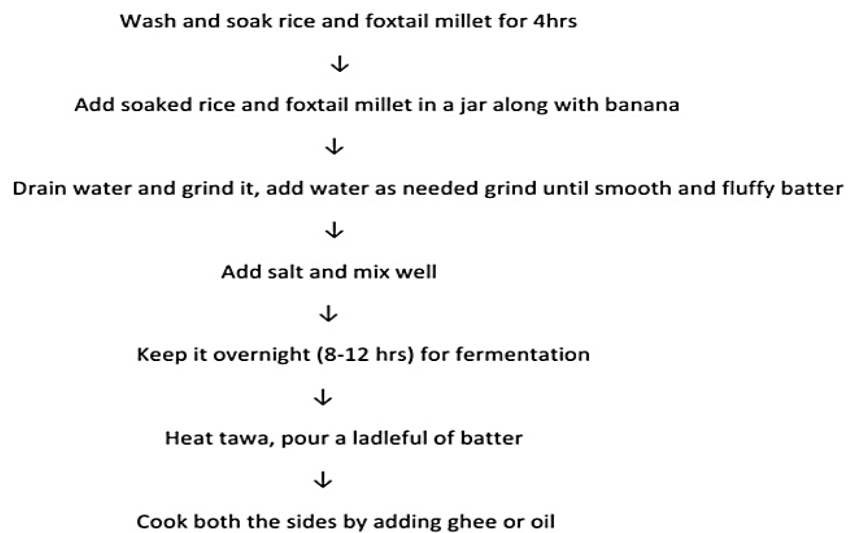 Wash and soak rice and foxtail millet for 4hrs
↓
Add soaked rice and foxtail millet in a jar along with banana
↓
Drain water and grind it, add water as needed grind until smooth and fluffy batter
↓
Add salt and mix well
↓
Keep it overnight (8-12 hrs) for fermentation
↓
Heat tawa, pour a ladleful of batter
↓
Cook both the sides by adding ghee or oil